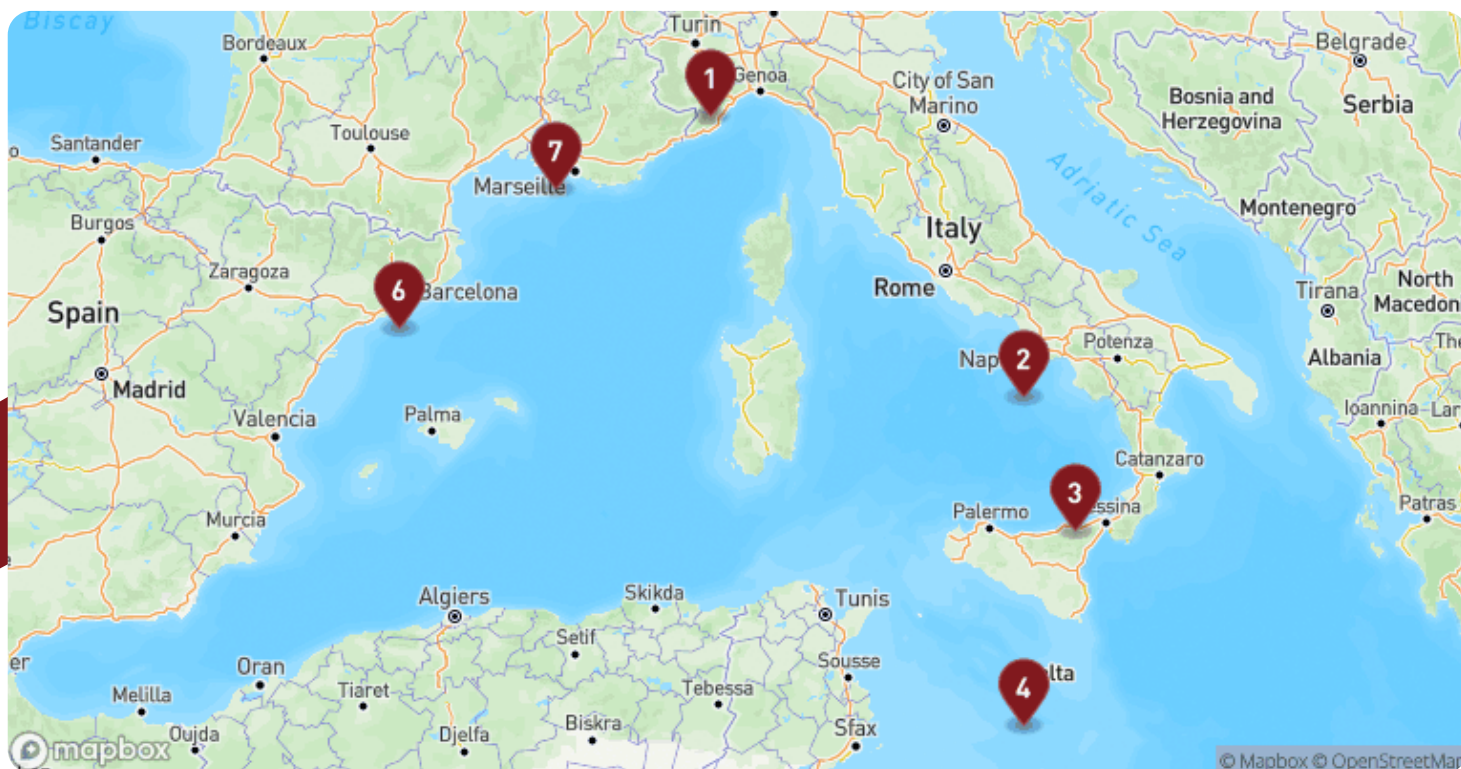 Biscay
Turin
Bordeaux
Belgrade
1
Genoa
City of San
Marino
Bosnia and
Herzegovina
Serbia
Toulouse
Santander
7
Marseille
Adriatic Sea
Montenegro
Burgos
Italy
Zaragoza
6
Barcelona
Rome
North
Tirana
Spain
Potenza
2
Albania
Madrid
Palma
Valencia
Ioannina
Catanzaro
3
Palermo
Patras
Murcia
Algiers
Skikda
Tunis
Setif
Oran
Sousse
4
Melilla
Tiaret
Tebessa
Oujda
Djelfa
Biskra
Sfax
mapbox
© Mapbox © OpenStreetMap